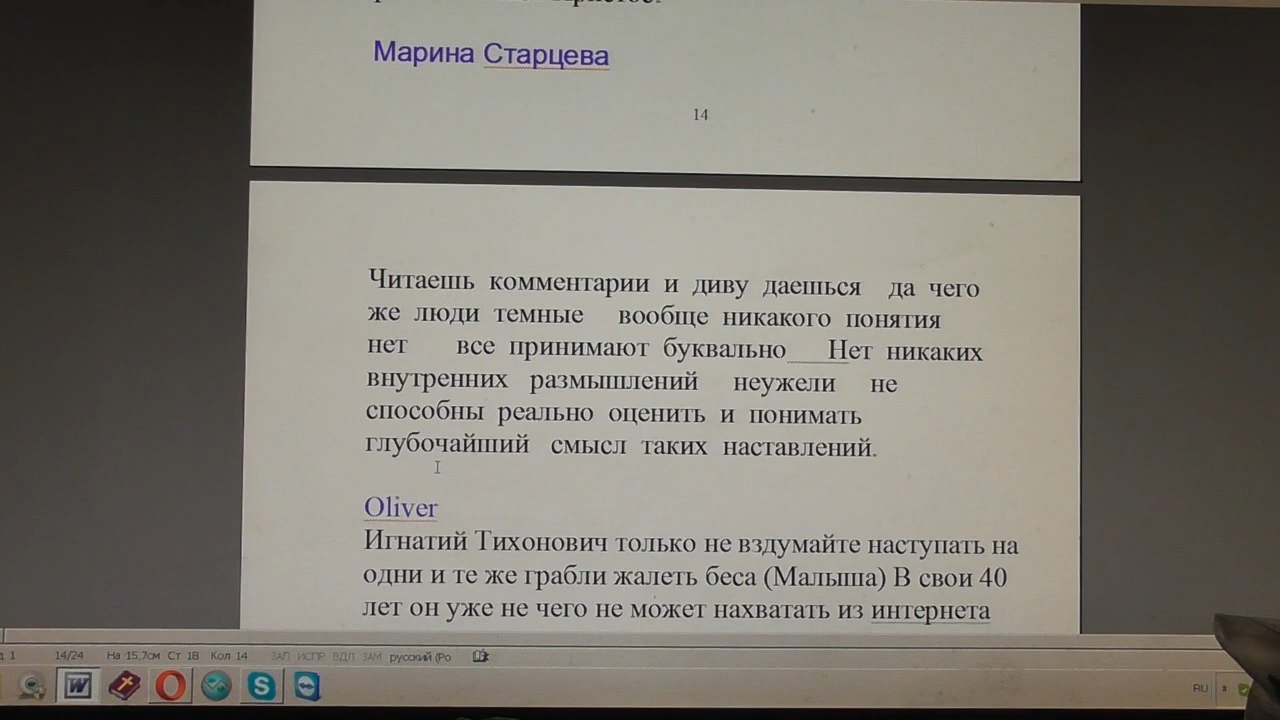 Марина Старцева
14
Читаешь комментарии и диву даешься да чего
же люди темные вообще никакого понятия
нет все принимают буквально Нет никаких
внутренних размышлений неужели не
способны реально оценить и понимать
глубочайший смысл таких наставлений.
Oliver
Игнатий Тихонович только не вздумайте наступать на
одни и те же грабли жалеть беса (Малыша) В свои 40
лет он уже не чего не может нахватать из интернета
1 14/24 На 15,7см Ст 18 Кол 14 ЗАП ИСПР ВДЛ ЗАМ русский (Ро
RU